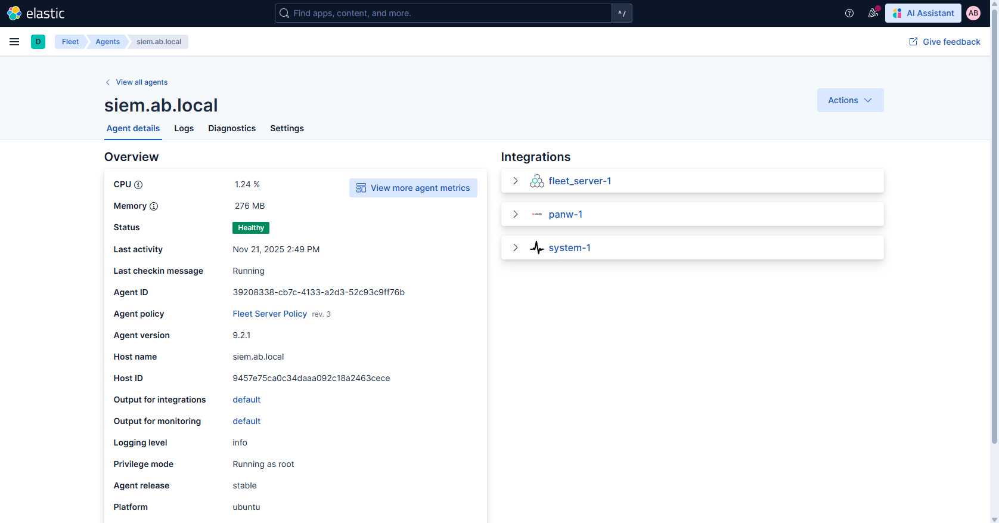 elastic
Find apps, content, and more.
^ /
AI Assistant
AB
D
Fleet
Agents
siem.ab.local
Give feedback
View all agents
siem.ab.local
Actions
Agent details
Logs
Diagnostics
Settings
Overview
CPU 1.24 %
View more agent metrics
Memory 276 MB
Status Healthy
Last activity Nov 21, 2025 2:49 PM
Last checkin message Running
Agent ID 39208338-cb7c-4133-a2d3-52c93c9ff76b
Agent policy Fleet Server Policy rev. 3
Agent version 9.2.1
Host name siem.ab.local
Host ID 9457e75ca0c34daaa092c18a2463cece
Output for integrations default
Output for monitoring default
Logging level info
Privilege mode Running as root
Agent release stable
Platform ubuntu
Integrations
fleet_server-1
panw-1
system-1